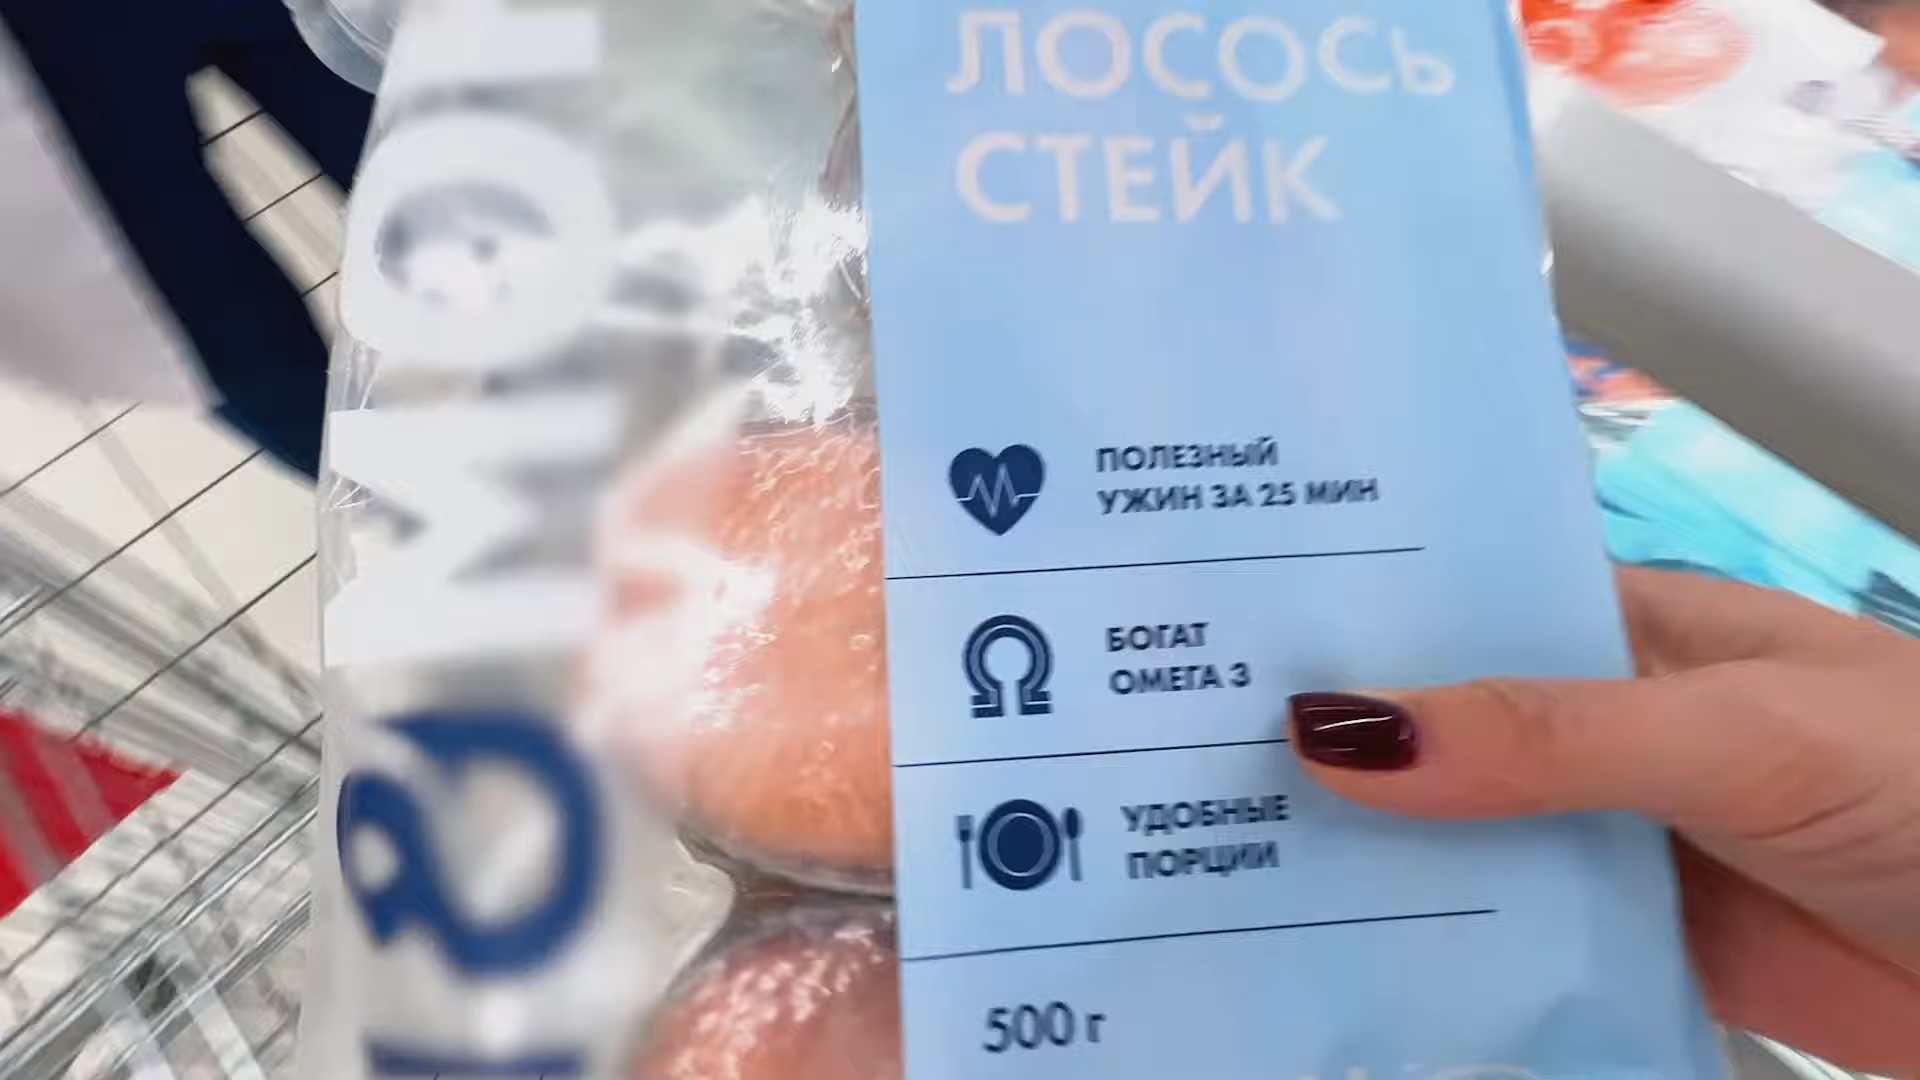 ЛОСОСЬ
СТЕЙК
ПОЛЕЗНЫЙ
УЖИН ЗА 25 МИН
БОГАТ
ОМЕГА 3
УДОБНЫЕ
ПОРЦИИ
500 г